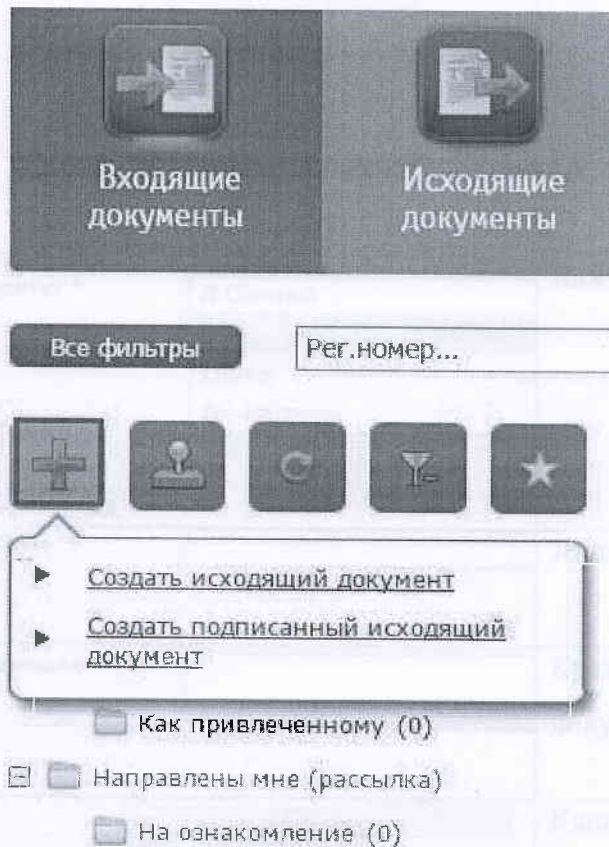 Входящие
документы
Исходящие
документы
Все фильтры
Рег.номер...
...
Создать исходящий документ
Создать подписанный исходящий
документ
Как привлеченному (0)
Направлены мне (рассылка)
На ознакомление (0)